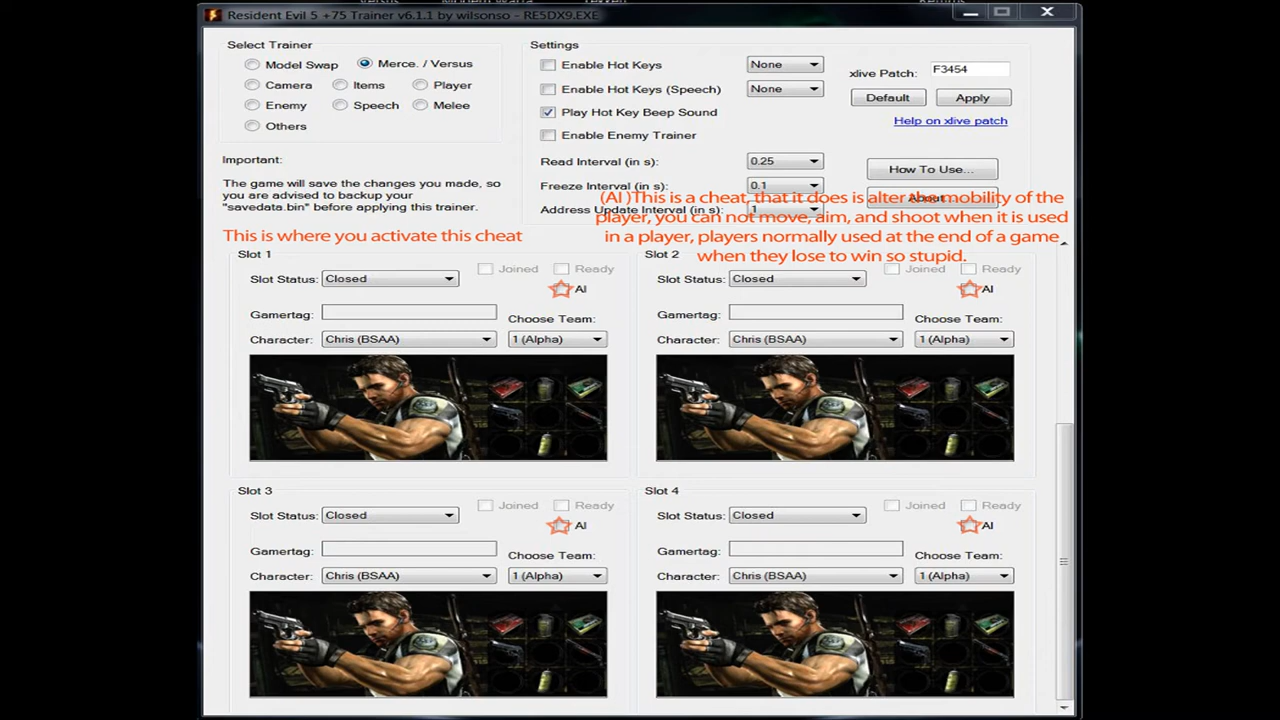 Resident Evil 5 +75 Trainer v6.1.1 by wilsonso - RE5DX9.EXE
Select Trainer
Model Swap
Merce. / Versus
Camera
Items
Player
Enemy
Speech
Melee
Others
Important:
The game will save the changes you made, so
you are advised to backup your
"savedata.bin" before applying this trainer.
This is where you activate this cheat
Settings
Enable Hot Keys
None
Enable Hot Keys (Speech)
None
Play Hot Key Beep Sound
Enable Enemy Trainer
Read Interval (in s):
0.25
Freeze Interval (in s):
0.1
Address Update Interval (in s):
1
xlive Patch:
F3454
Default
Apply
Help on xlive patch
How To Use...
About
(AI )This is a cheat, that it does is alter the mobility of the
player, you can not move, aim, and shoot when it is used
in a player, players normally used at the end of a game
when they lose to win so stupid.
Slot 1
Slot Status:
Closed
Joined
Ready
AI
Gamertag:
Choose Team:
Character:
Chris (BSAA)
1 (Alpha)
Slot 2
Slot Status:
Closed
Joined
Ready
AI
Gamertag:
Choose Team:
Character:
Chris (BSAA)
1 (Alpha)
Slot 3
Slot Status:
Closed
Joined
Ready
AI
Gamertag:
Choose Team:
Character:
Chris (BSAA)
1 (Alpha)
Slot 4
Slot Status:
Closed
Joined
Ready
AI
Gamertag:
Choose Team:
Character:
Chris (BSAA)
1 (Alpha)